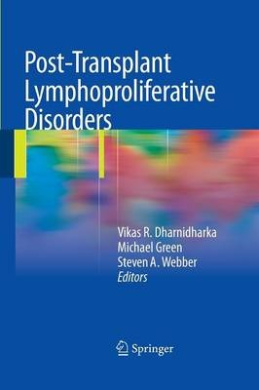 Post-Transplant
Lymphoproliferative
Disorders
Vikas R. Dharnidharka
Michael Green
Steven A. Webber
Editors
Springer